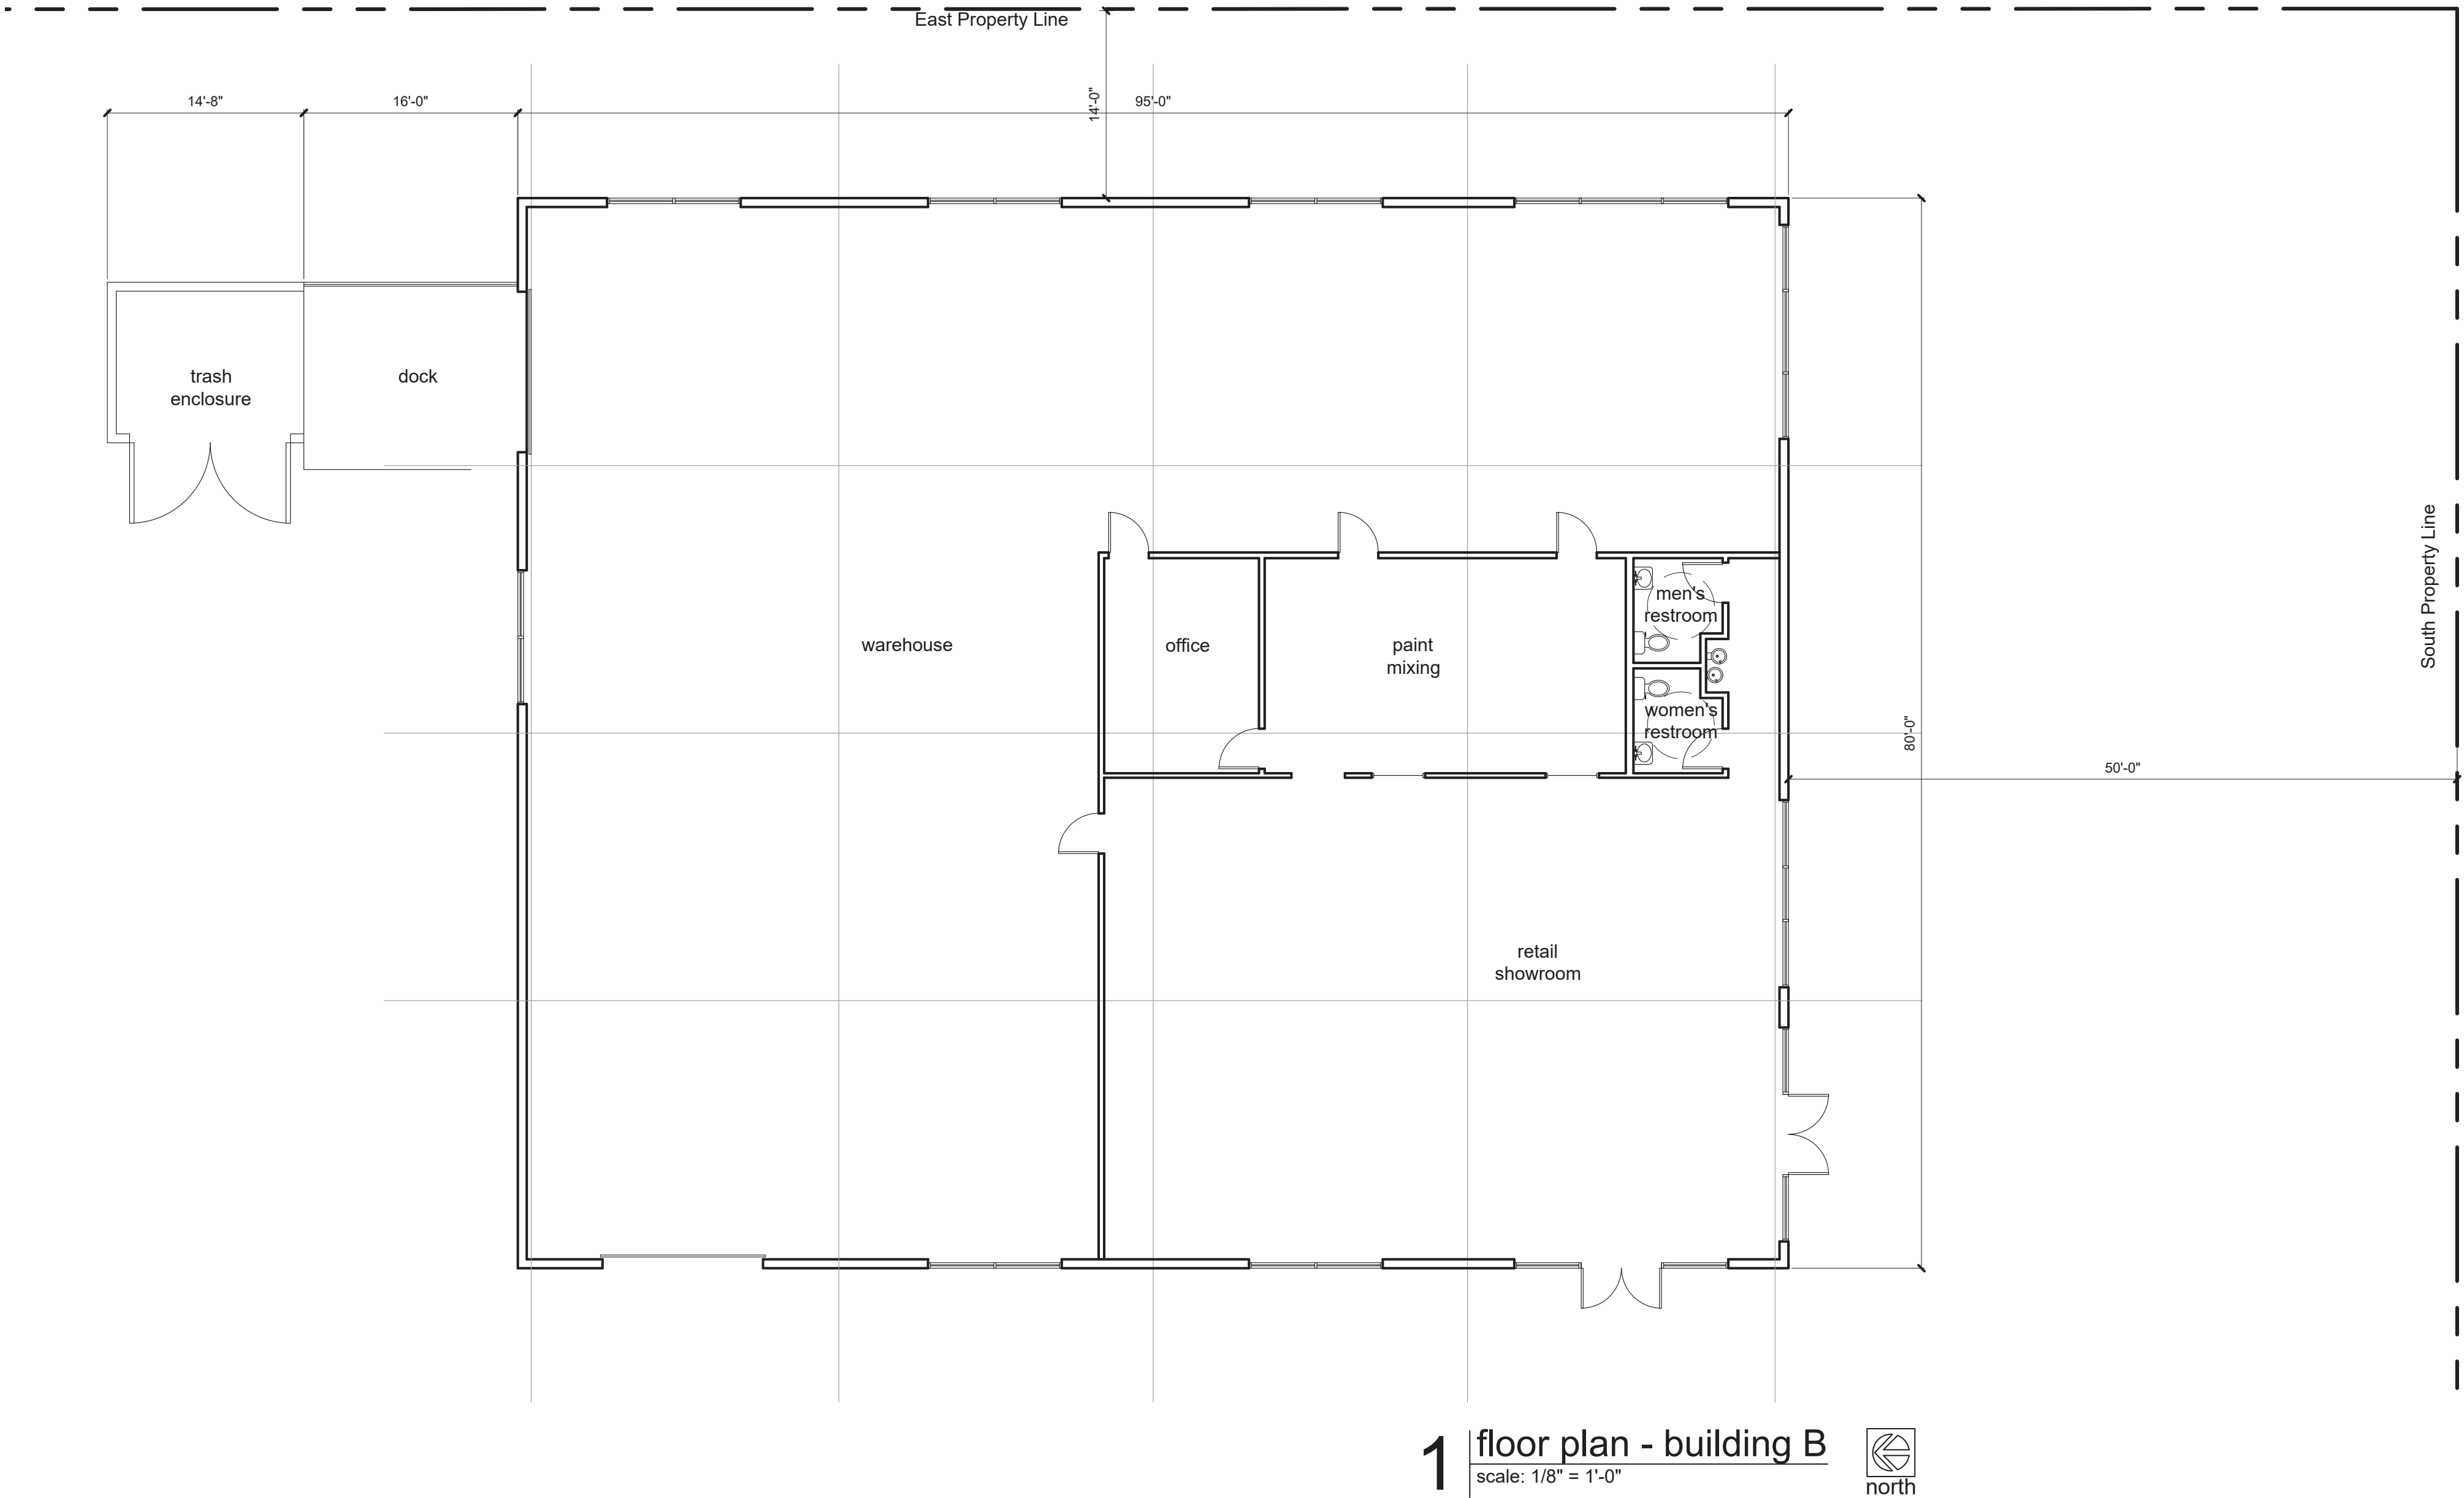 East Property Line
14'-8"
16'-0"
14'-0"
95'-0"
trash
enclosure
dock
South Property Line
men's
restroom
warehouse
office
paint
mixing
women's
restroom
80'-0"
50'-0"
retail
showroom
1
floor plan - building B
scale: 1/8" = 1'-0"
north